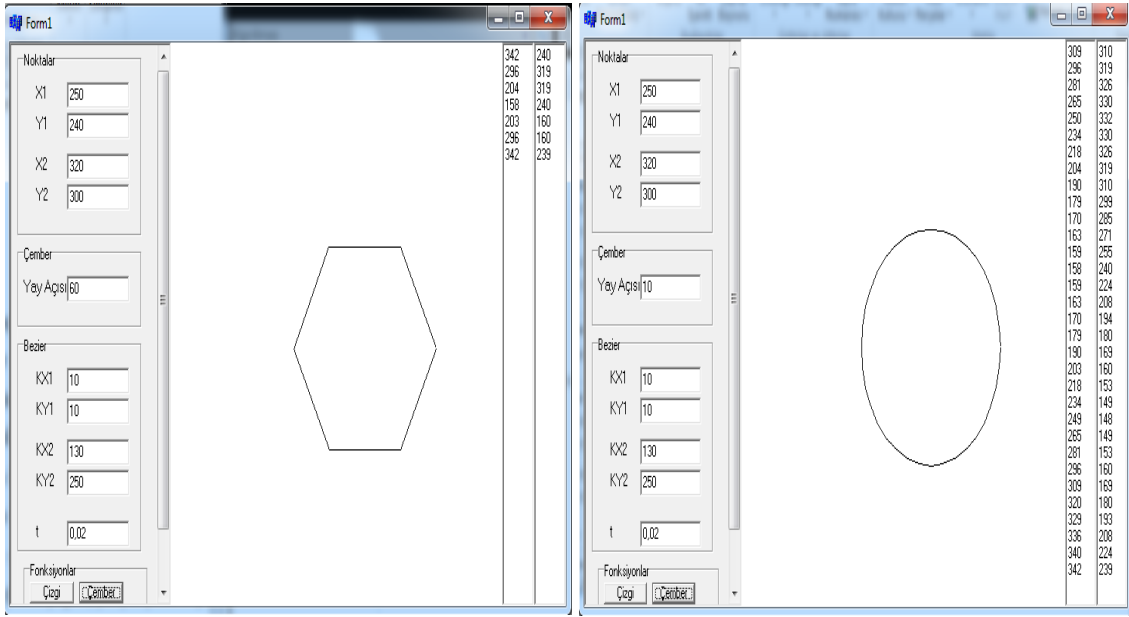 Form1
Noktalar
X1 250
Y1 240
X2 320
Y2 300
Çember
Yay Açısı 60
Bezier
KX1 10
KY1 10
KX2 130
KY2 250
t 0,02
Fonksiyonlar
Çizgi Çember
342 240
296 319
204 319
158 240
203 160
296 160
342 239
Form1
Noktalar
X1 250
Y1 240
X2 320
Y2 300
Çember
Yay Açısı 10
Bezier
KX1 10
KY1 10
KX2 130
KY2 250
t 0,02
Fonksiyonlar
Çizgi Çember
309 310
296 319
281 326
265 330
250 332
234 330
218 326
204 319
190 310
179 299
170 285
163 271
159 255
158 240
159 224
163 208
170 194
179 180
190 169
203 160
218 153
234 149
249 148
265 149
281 153
296 160
309 169
320 180
329 193
336 208
340 224
342 239